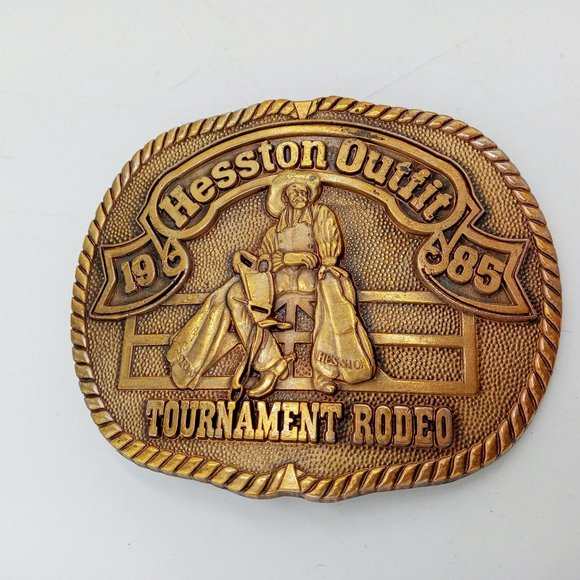 Hesston Outfit
19 85
TOURNAMENT RODEO
HESSTON